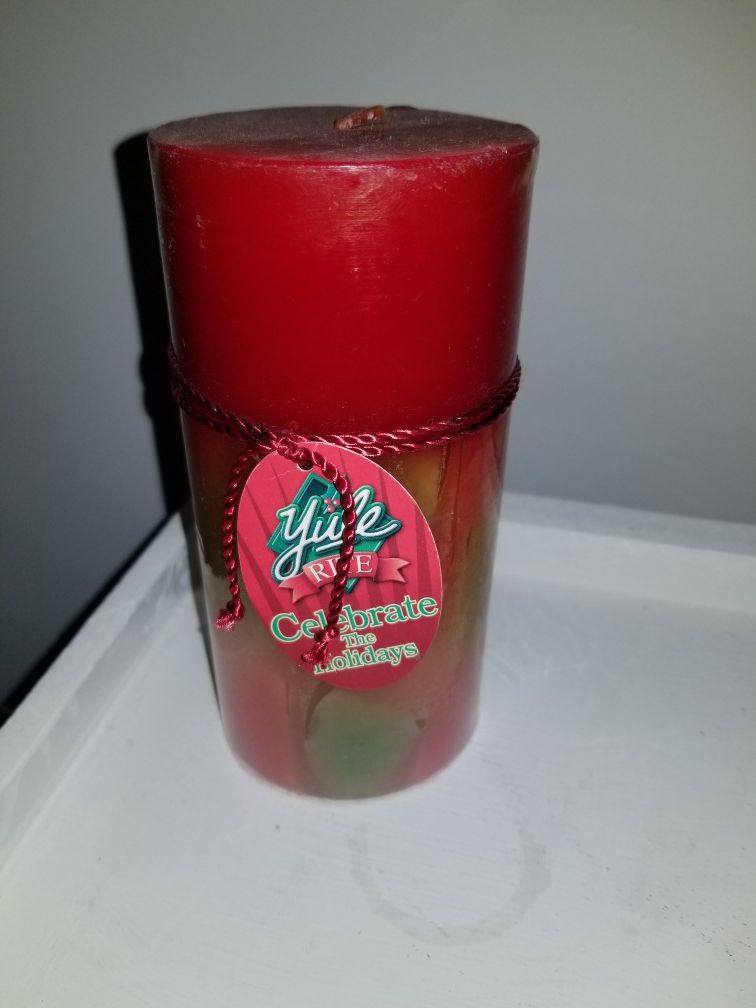 Yule
Celebrate
The
Holidays